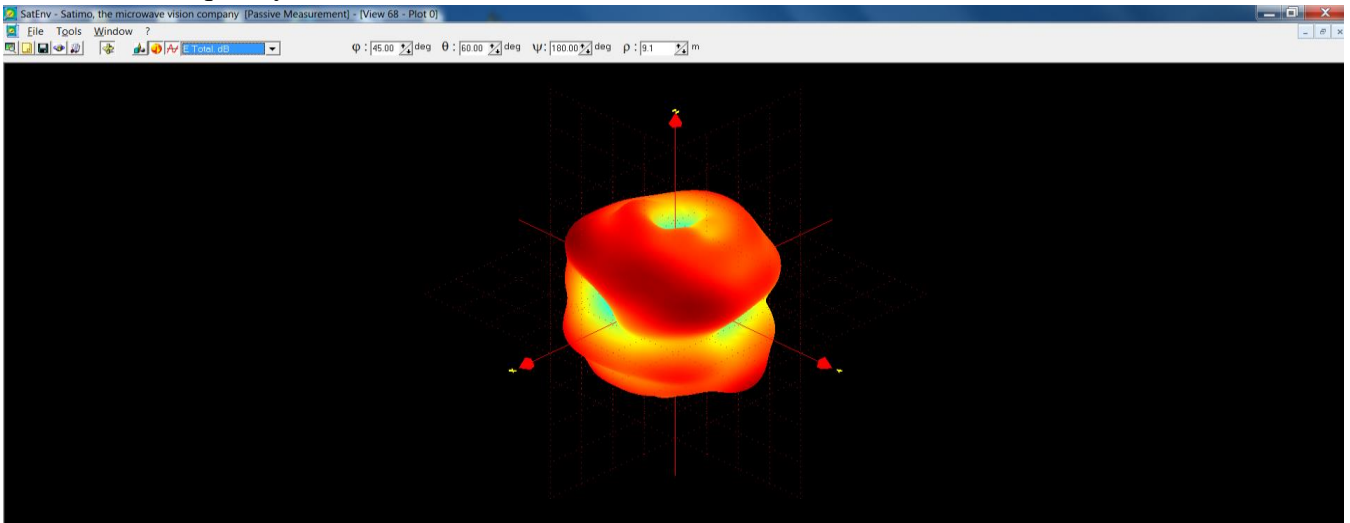 SatEnv - Satimo, the microwave vision company [Passive Measurement] - [View 68 - Plot 0]
File Tools Window ?
E Total. dB φ : 45.00 deg θ : 60.00 deg ψ: 180.00 deg ρ : 9.1 m